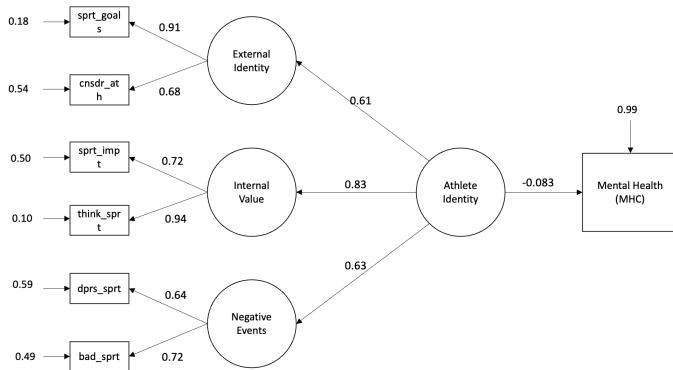 0.18
sprt_goal
s
0.91
External
Identity
0.54
cnsdr_at
h
0.68
0.61
0.99
0.50
sprt_imp
t
0.72
Internal
Value
0.83
Athlete
Identity
-0.083
Mental Health
(MHC)
0.10
think_spr
t
0.94
0.63
0.59
dprs_sprt
0.64
Negative
Events
0.49
bad_sprt
0.72